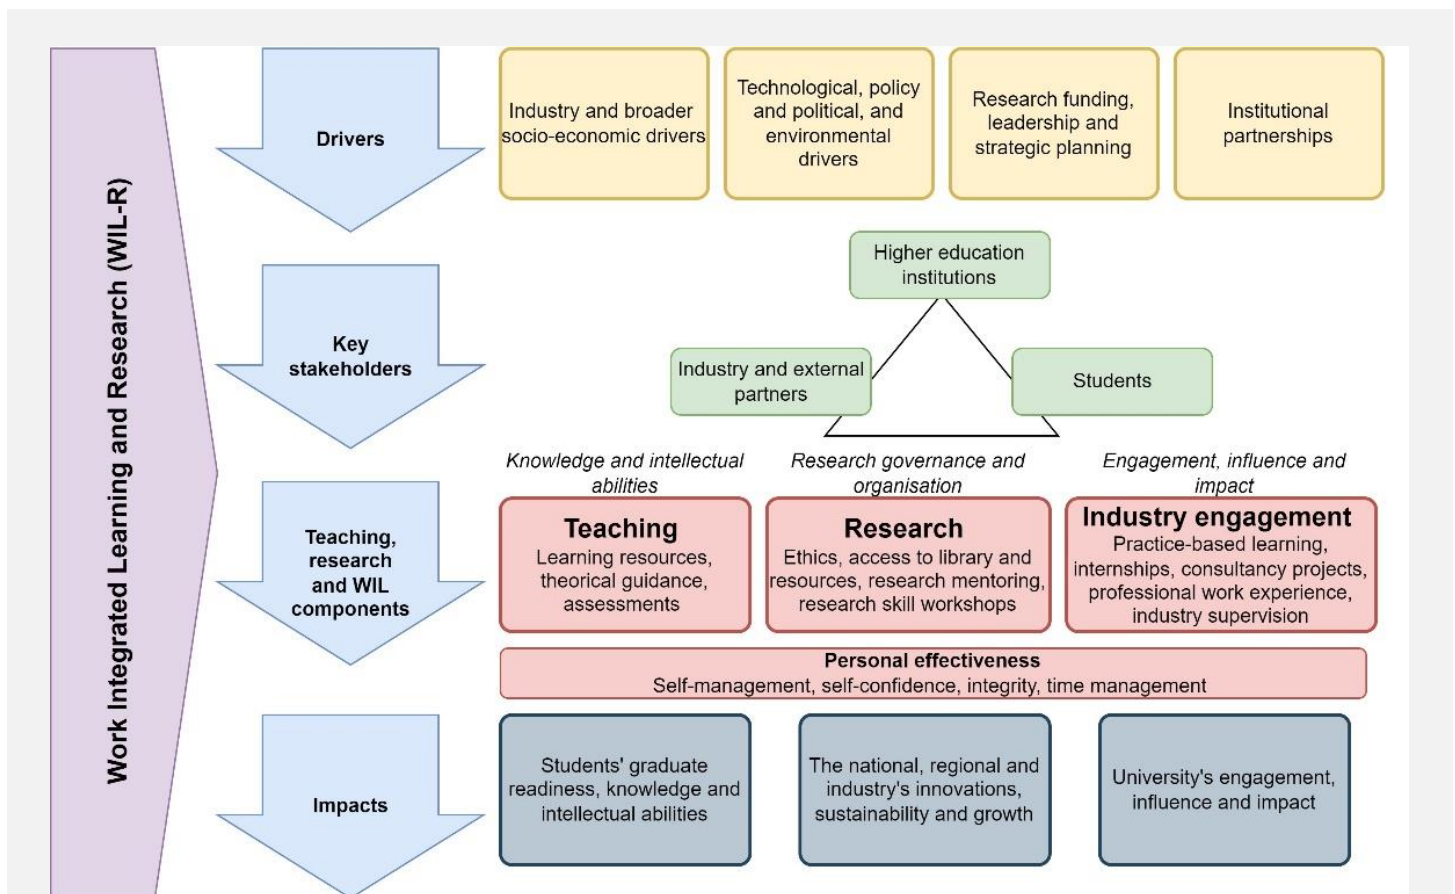 Work Integrated Learning and Research (WIL-R)
Drivers
Industry and broader
socio-economic drivers
Technological, policy
and political, and
environmental
drivers
Research funding,
leadership and
strategic planning
Institutional
partnerships
Key
stakeholders
Higher education
institutions
Industry and external
partners
Students
Teaching,
research
and WIL
components
Knowledge and intellectual
abilities
Research governance and
organisation
Engagement, influence and
impact
Teaching
Learning resources,
theorical guidance,
assessments
Research
Ethics, access to library and
resources, research mentoring,
research skill workshops
Industry engagement
Practice-based learning,
internships, consultancy projects,
professional work experience,
industry supervision
Personal effectiveness
Self-management, self-confidence, integrity, time management
Impacts
Students' graduate
readiness, knowledge and
intellectual abilities
The national, regional and
industry's innovations,
sustainability and growth
University's engagement,
influence and impact